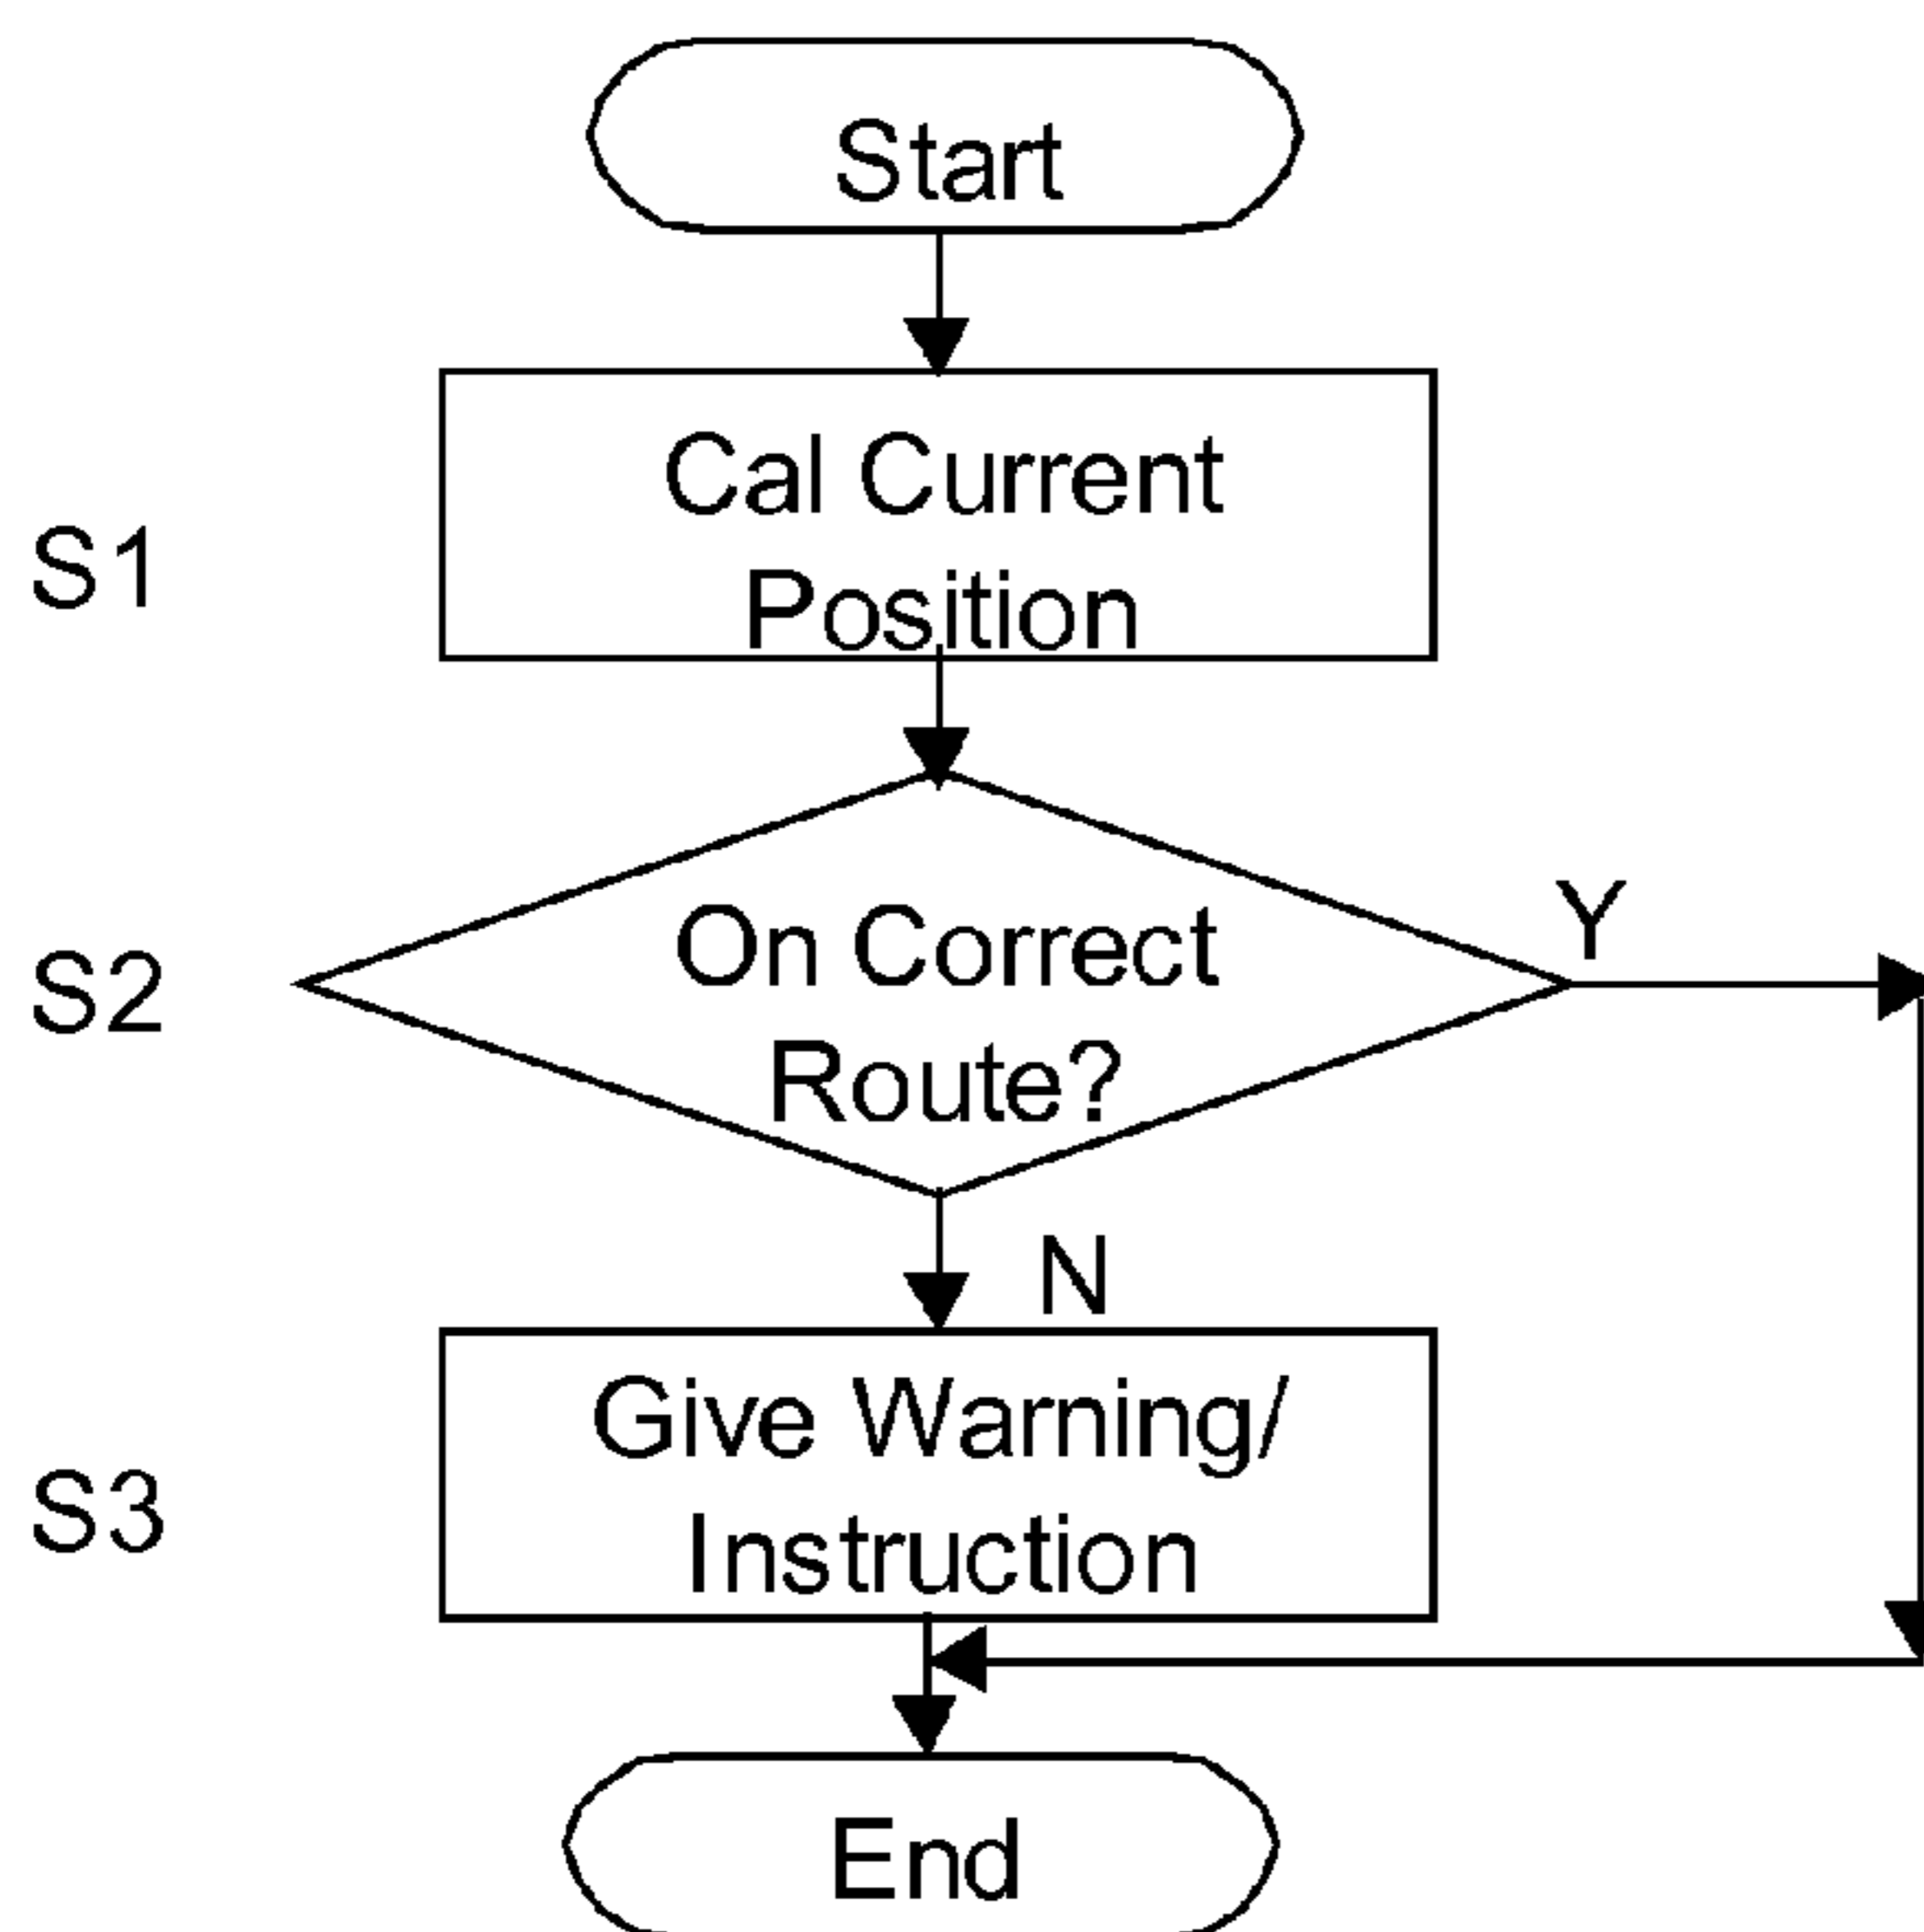 Start
S1
Cal Current
Position
S2
On Correct
Route?
Y
N
S3
Give Warning/
Instruction
End